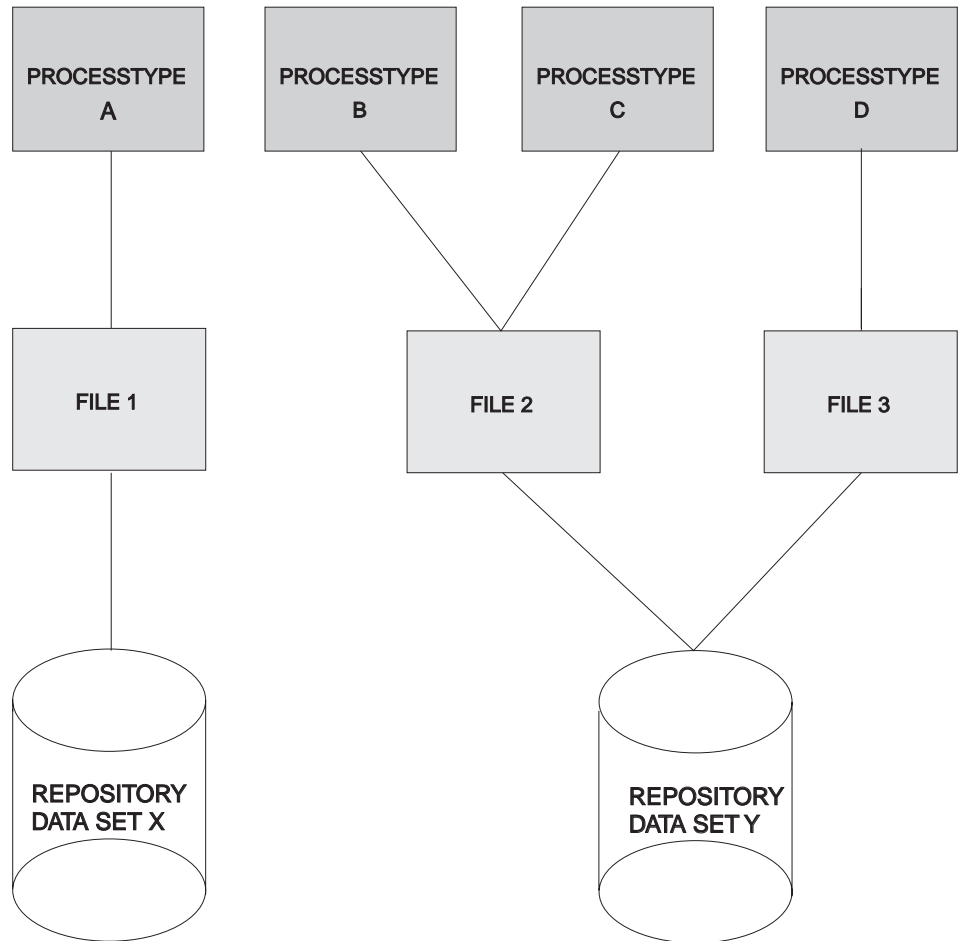 PROCESSTYPE
A
PROCESSTYPE
B
PROCESSTYPE
C
PROCESSTYPE
D
FILE 1
FILE 2
FILE 3
REPOSITORY
DATA SET X
REPOSITORY
DATA SET Y